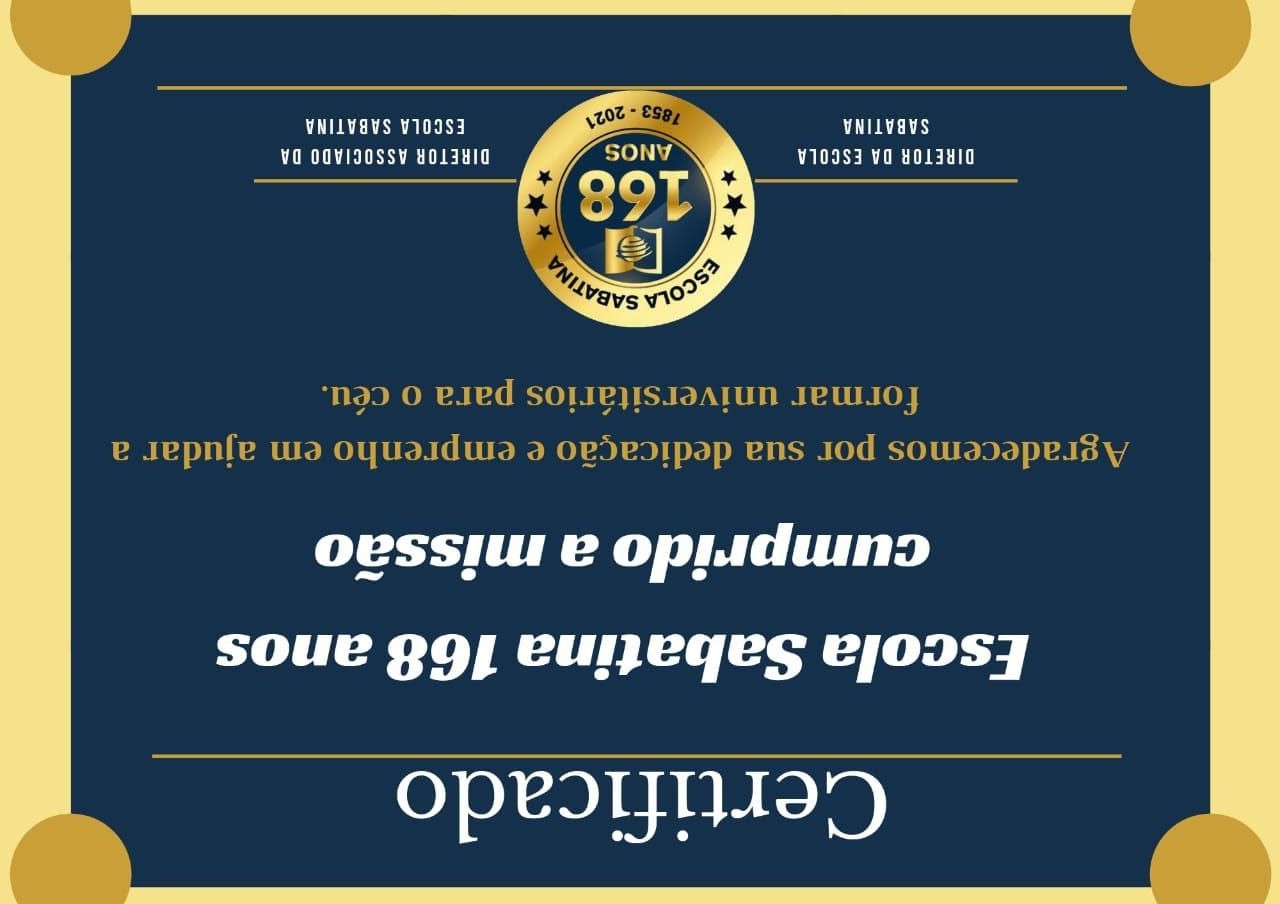 Certificado
Escola Sabatina 168 anos
cumprido a missão
Agradecemos por sua dedicação e emprenho em ajudar a
formar universitários para o céu.
ESCOLA SABATINA
168
ANOS
1853 - 2021
DIRETOR DA ESCOLA
SABATINA
DIRETOR ASSOCIADO DA
ESCOLA SABATINA